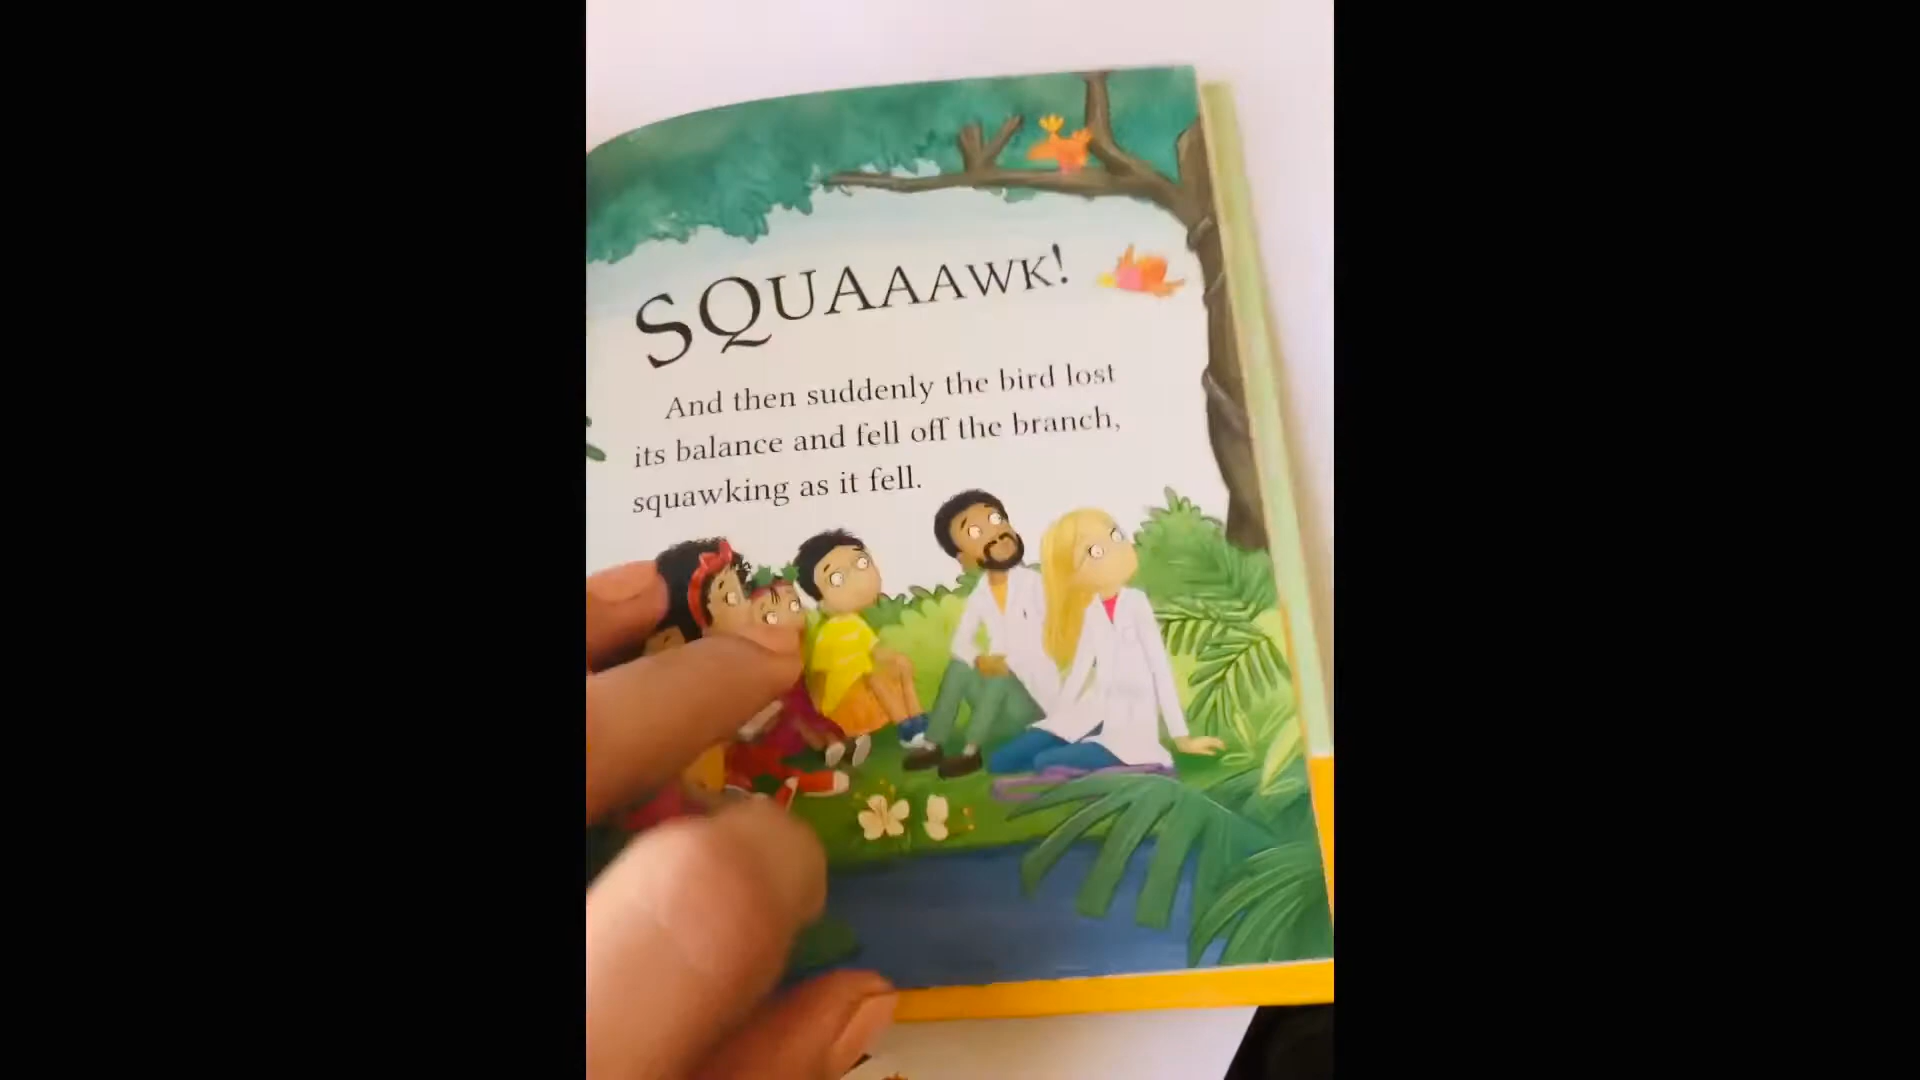 SQUAAAWK!
And then suddenly the bird lost
its balance and fell off the branch,
squawking as it fell.